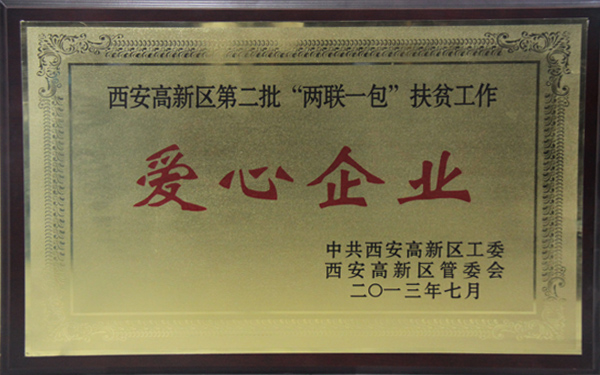 西安高新区第二批“两联一包”扶贫工作
爱心企业
中共西安高新区工委
西安高新区管委会
二〇一三年七月